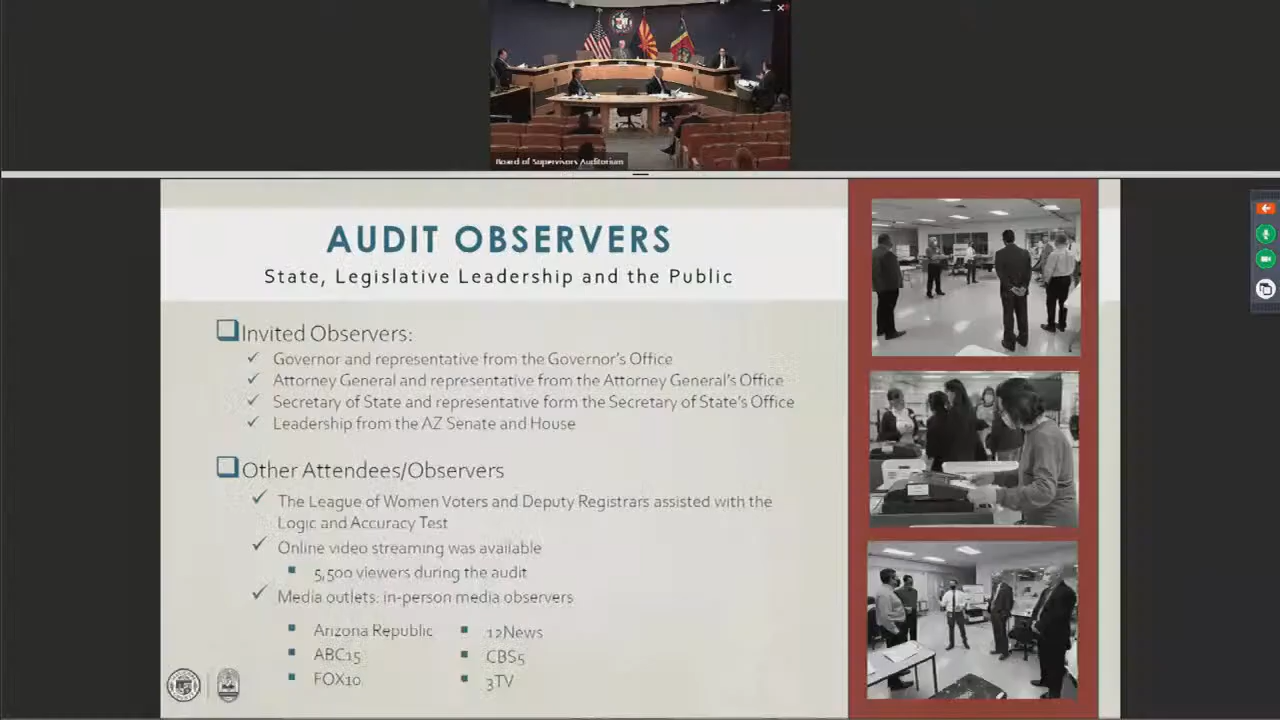 Board of Supervisors Auditorium
AUDIT OBSERVERS
State, Legislative Leadership and the Public
Invited Observers:
Governor and representative from the Governor's Office
Attorney General and representative from the Attorney General's Office
Secretary of State and representative form the Secretary of State's Office
Leadership from the AZ Senate and House
Other Attendees/Observers
The League of Women Voters and Deputy Registrars assisted with the
Logic and Accuracy Test
Online video streaming was available
5,500 viewers during the audit
Media outlets: in-person media observers
Arizona Republic
ABC15
FOX10
12News
CBS5
3TV